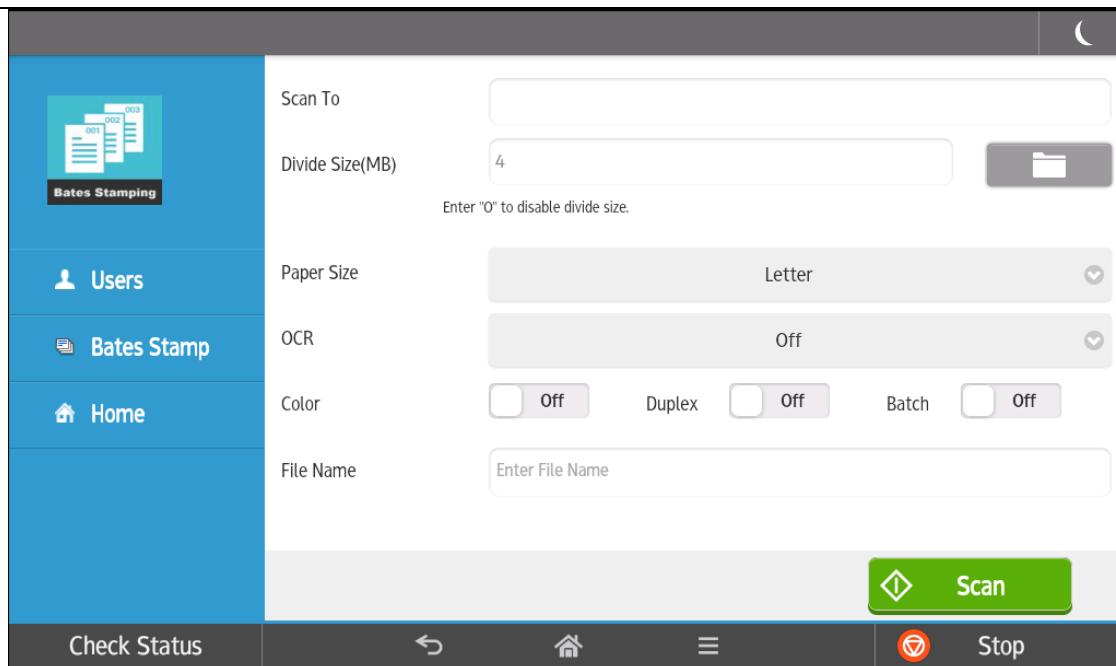 Scan To
003
002
001
Bates Stamping
Divide Size(MB)
4
Enter "0" to disable divide size.
Users
Paper Size
Letter
Bates Stamp
OCR
Off
Home
Color
Off
Duplex
Off
Batch
Off
File Name
Enter File Name
Scan
Check Status
Stop